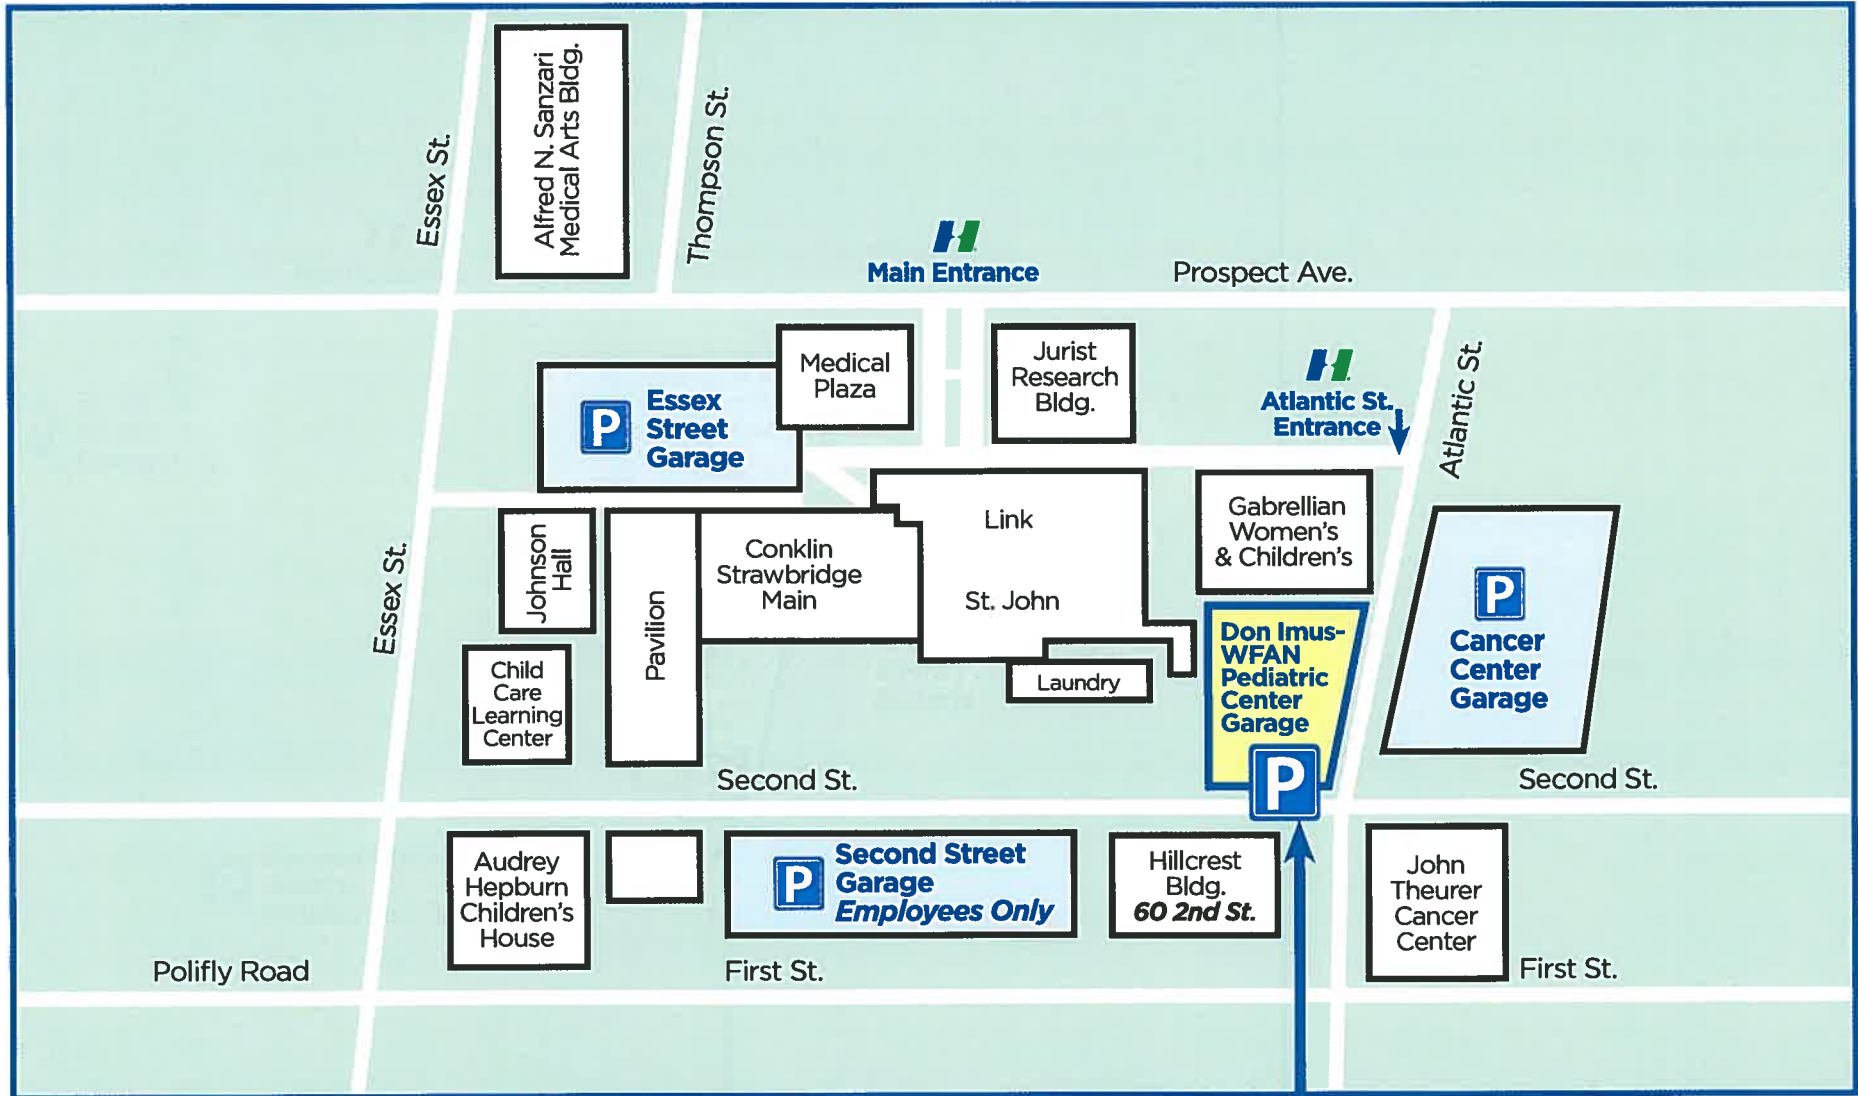 Alfred N. Sanzari
Medical Arts Bldg.
Essex St.
Thompson St.
Main Entrance
Prospect Ave.
Medical
Plaza
Jurist
Research
Bldg.
Atlantic St.
Entrance
Atlantic St.
P
Essex
Street
Garage
Link
Gabrellian
Women's
& Children's
Johnson
Hall
Conklin
Strawbridge
Main
St. John
Essex St.
Pavilion
P
Cancer
Center
Garage
Don Imus-
WFAN
Pediatric
Center
Garage
P
Child
Care
Learning
Center
Laundry
Second St.
Second St.
Audrey
Hepburn
Children's
House
P
Second Street
Garage
Employees Only
Hillcrest
Bldg.
60 2nd St.
John
Theurer
Cancer
Center
Polifly Road
First St.
First St.